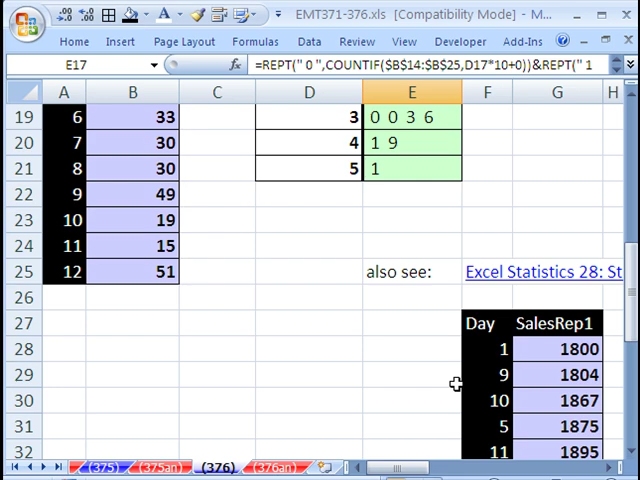 EMT371-376.xls [Compatibility Mode] - M...
Home Insert Page Layout Formulas Data Review View Developer Add-Ins
E17 fx =REPT(" 0 ",COUNTIF($B$14:$B$25,D17*10+0))&REPT(" 1
A B C D E F G H
19 6 33 3 0 0 3 6
20 7 30 4 1 9
21 8 30 5 1
22 9 49
23 10 19
24 11 15
25 12 51 also see: Excel Statistics 28: St
26
27 Day SalesRep1
28 1 1800
29 9 1804
30 10 1867
31 5 1875
32 11 1895
(375) (375an) (376) (376an)